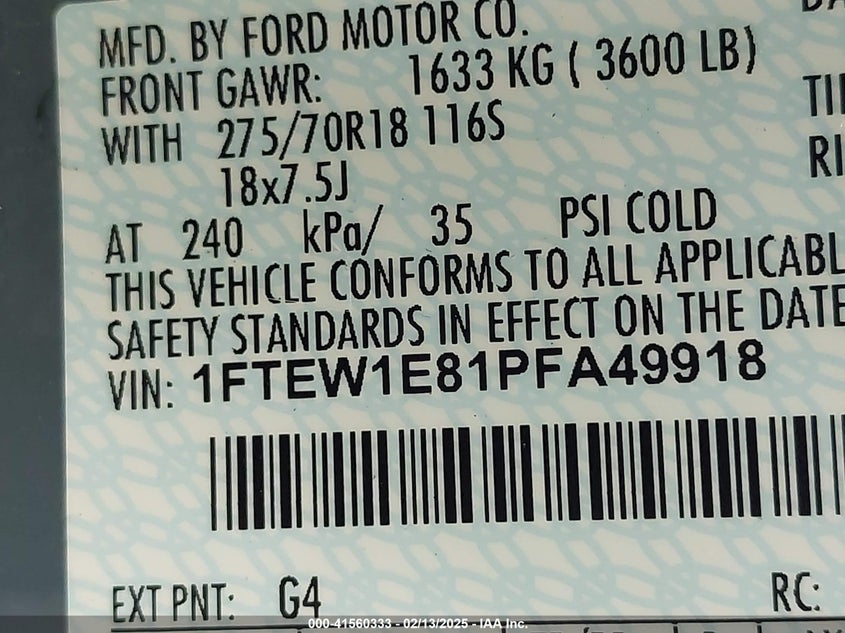 MFD. BY FORD MOTOR CO.
FRONT GAWR: 1633 KG ( 3600 LB)
WITH 275/70R18 116S
18x7.5J
AT 240 kPa/ 35 PSI COLD
THIS VEHICLE CONFORMS TO ALL APPLICABL
SAFETY STANDARDS IN EFFECT ON THE DATE
VIN: 1FTEW1E81PFA49918
EXT PNT: G4 RC:
000-41560333 - 02/13/2025 - IAA Inc.